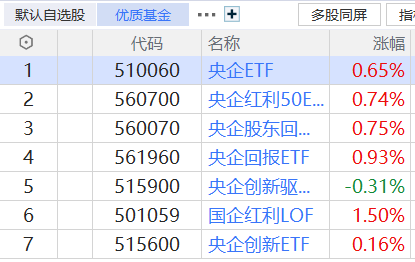 默认自选股 优质基金 ••• + 多股同屏 指
代码 名称 涨幅
1 510060 央企ETF 0.65%
2 560700 央企红利50E... 0.74%
3 560070 央企股东回... 0.75%
4 561960 央企回报ETF 0.93%
5 515900 央企创新驱... -0.31%
6 501059 国企红利LOF 1.50%
7 515600 央企创新ETF 0.16%